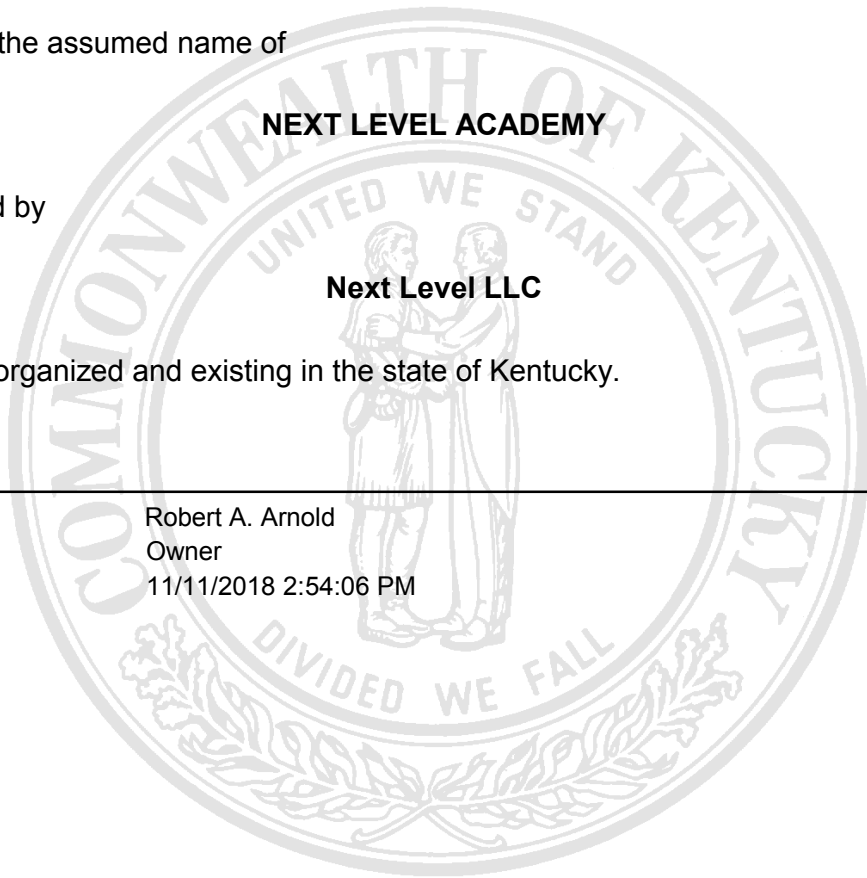 the assumed name of
NEXT LEVEL ACADEMY
d by
Next Level LLC
organized and existing in the state of Kentucky.
Robert A. Arnold
Owner
11/11/2018 2:54:06 PM
COMMONWEALTH OF KENTUCKY
UNITED WE STAND
DIVIDED WE FALL